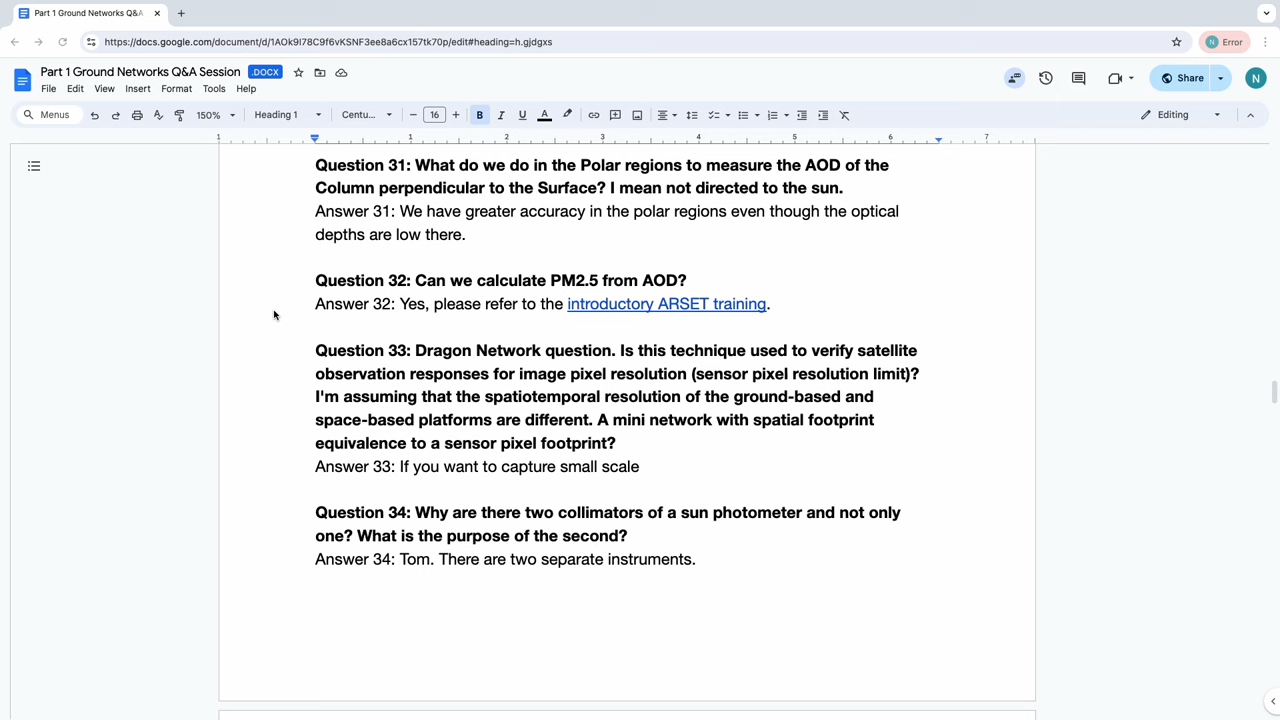 Part 1 Ground Networks Q&A
https://docs.google.com/document/d/1AOk9I78C9f6vKSNF3ee8a6cx157tk70p/edit#heading=h.gjdgxs
N Error
Part 1 Ground Networks Q&A Session .DOCX
File Edit View Insert Format Tools Help
Share
N
Menus 150% Heading 1 Centu... 16 B I U A Editing
1 1 2 3 4 5 6 7
Question 31: What do we do in the Polar regions to measure the AOD of the
Column perpendicular to the Surface? I mean not directed to the sun.
Answer 31: We have greater accuracy in the polar regions even though the optical
depths are low there.
Question 32: Can we calculate PM2.5 from AOD?
Answer 32: Yes, please refer to the introductory ARSET training.
Question 33: Dragon Network question. Is this technique used to verify satellite
observation responses for image pixel resolution (sensor pixel resolution limit)?
I'm assuming that the spatiotemporal resolution of the ground-based and
space-based platforms are different. A mini network with spatial footprint
equivalence to a sensor pixel footprint?
Answer 33: If you want to capture small scale
Question 34: Why are there two collimators of a sun photometer and not only
one? What is the purpose of the second?
Answer 34: Tom. There are two separate instruments.